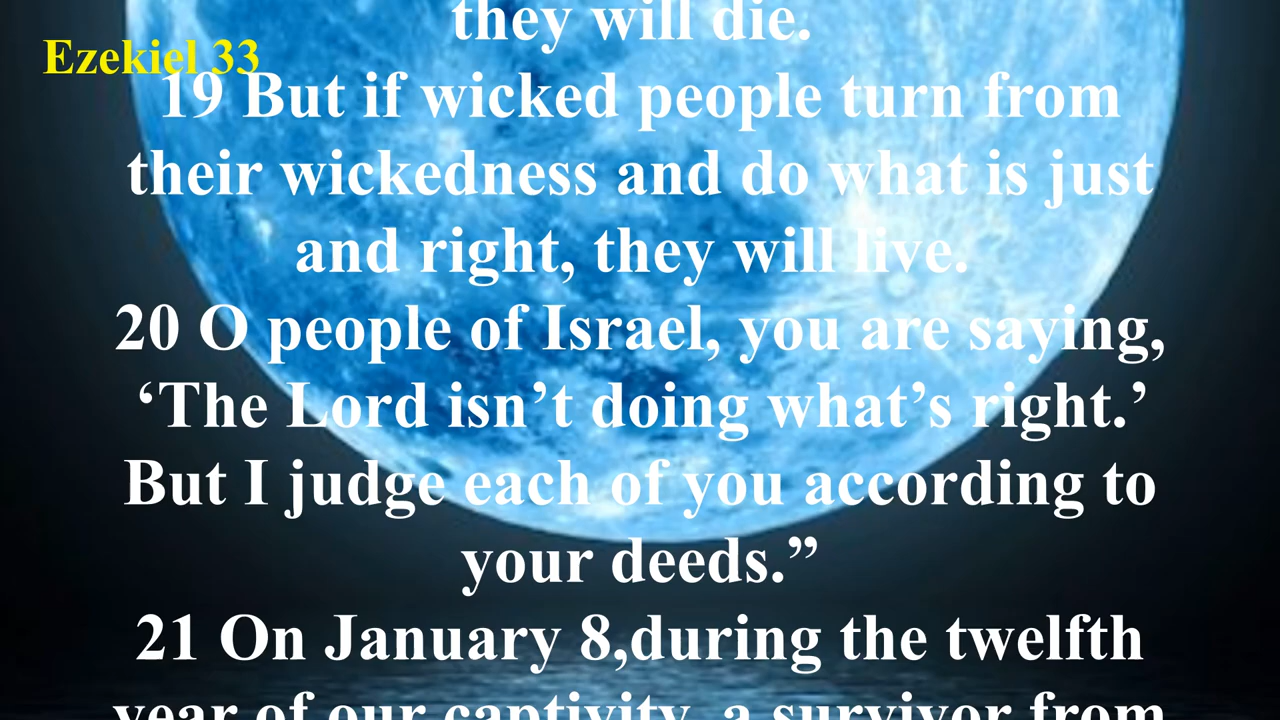 they will die.
Ezekiel 33
19 But if wicked people turn from
their wickedness and do what is just
and right, they will live.
20 O people of Israel, you are saying,
‘The Lord isn’t doing what’s right.’
But I judge each of you according to
your deeds.”
21 On January 8,during the twelfth
year of our captivity, a survivor from